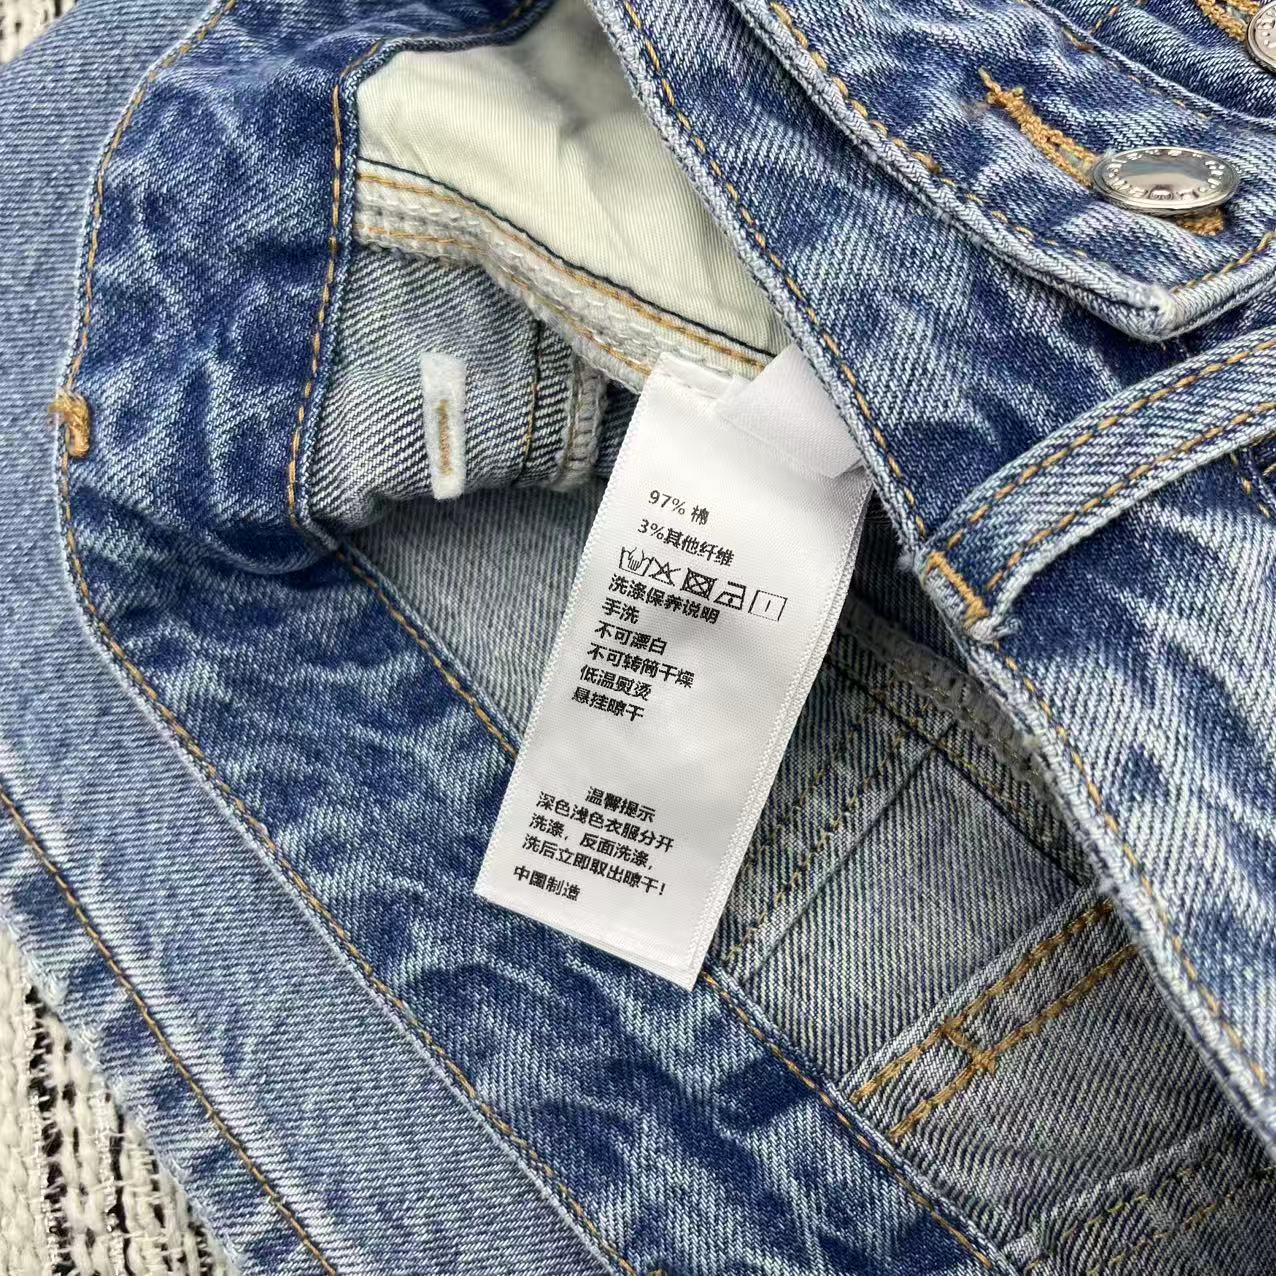 97% 棉
3%其他纤维
洗涤保养说明
手洗
不可漂白
不可转筒干燥
低温熨烫
悬挂晾干
温馨提示
深色浅色衣服分开
洗涤，反面洗涤，
洗后立即取出晾干！
中國制造